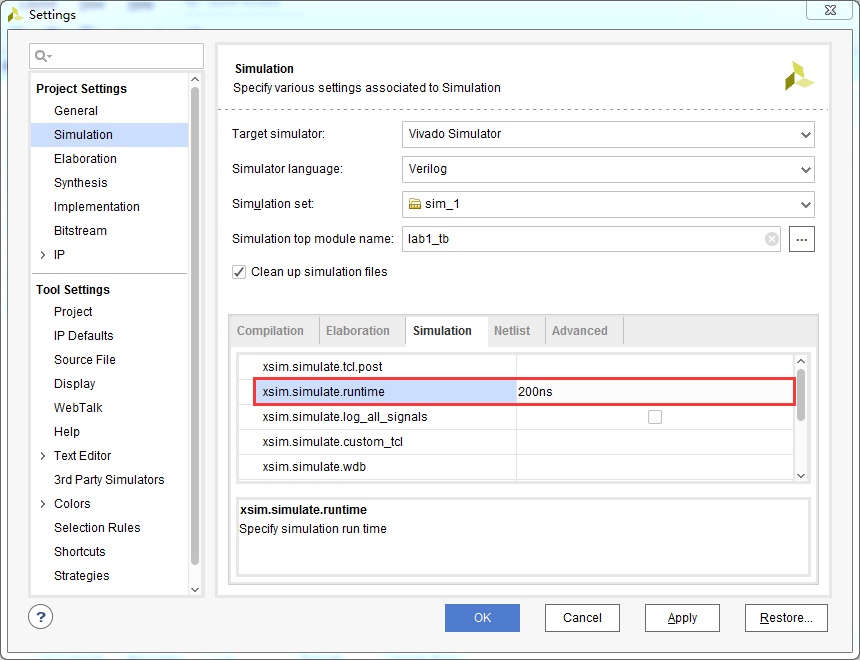 Settings
Project Settings
General
Simulation
Elaboration
Synthesis
Implementation
Bitstream
IP
Tool Settings
Project
IP Defaults
Source File
Display
WebTalk
Help
Text Editor
3rd Party Simulators
Colors
Selection Rules
Shortcuts
Strategies
Simulation
Specify various settings associated to Simulation
Target simulator: Vivado Simulator
Simulator language: Verilog
Simulation set: sim_1
Simulation top module name: lab1_tb ...
Clean up simulation files
Compilation Elaboration Simulation Netlist Advanced
xsim.simulate.tcl.post
xsim.simulate.runtime 200ns
xsim.simulate.log_all_signals
xsim.simulate.custom_tcl
xsim.simulate.wdb
xsim.simulate.runtime
Specify simulation run time
? OK Cancel Apply Restore...